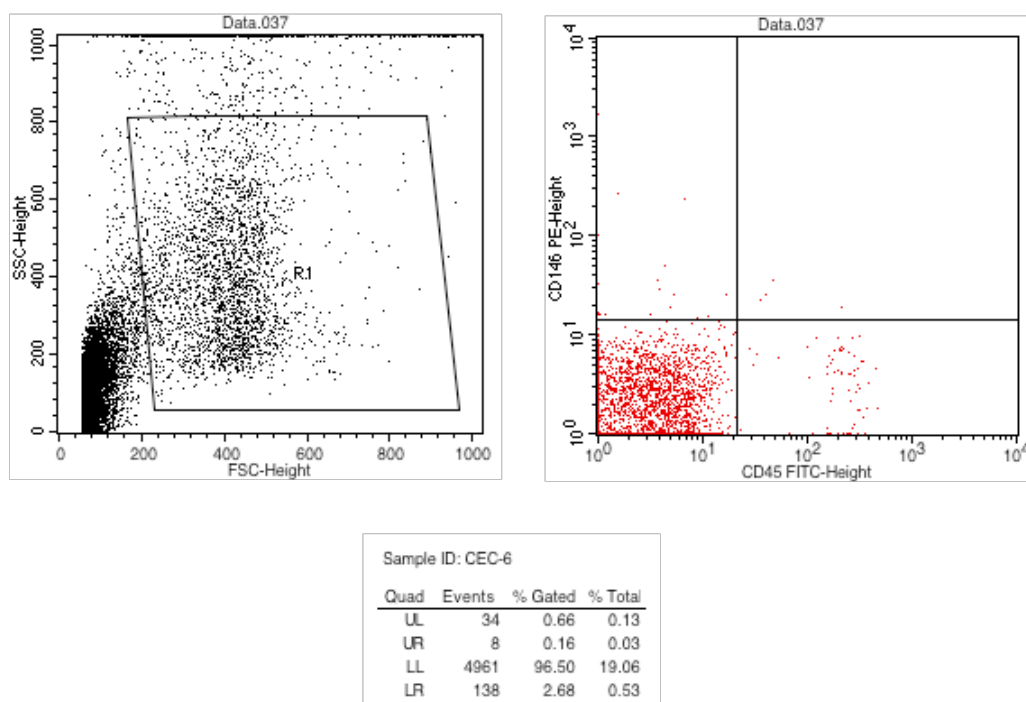 Data.037
1000
800
600
400
200
0
SSC-Height
R1
0 200 400 600 800 1000
FSC-Height
Data.037
10^4
10^3
10^2
10^1
10^0
CD146 PE-Height
10^0 10^1 10^2 10^3 10^4
CD45 FITC-Height
Sample ID: CEC-6
Quad Events % Gated % Total
UL 34 0.66 0.13
UR 8 0.16 0.03
LL 4961 96.50 19.06
LR 138 2.68 0.53